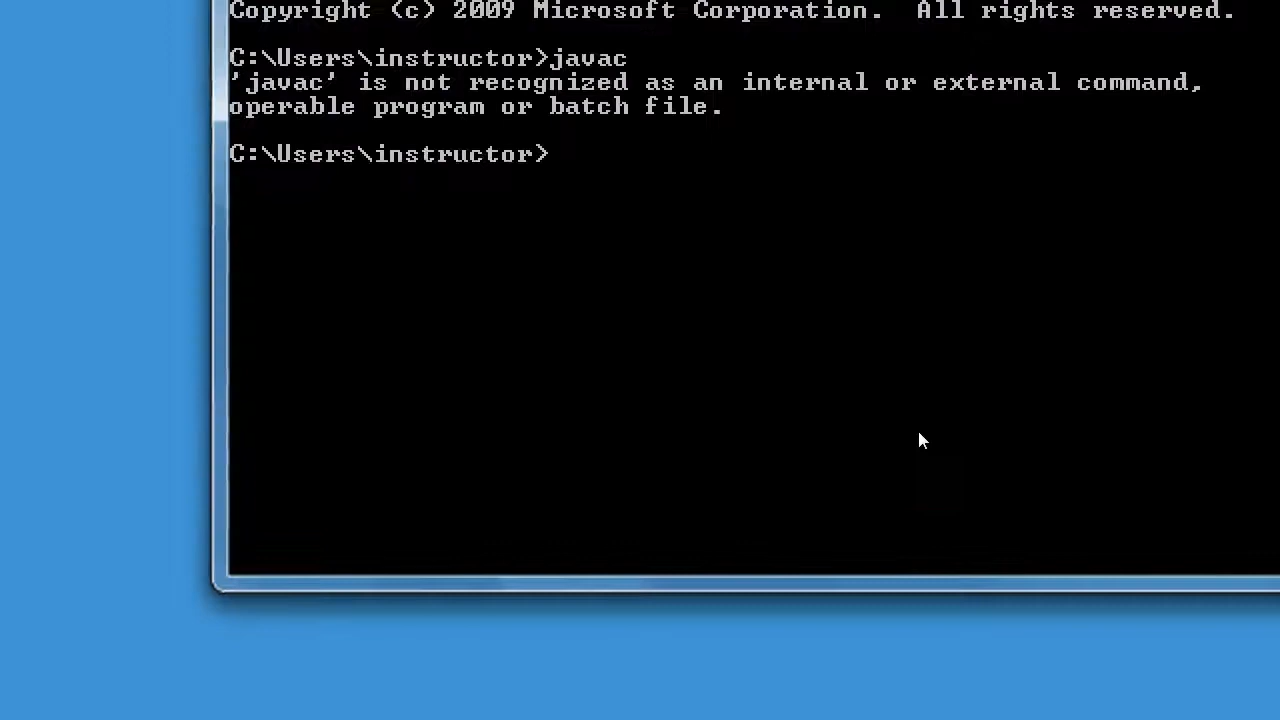 Copyright (c) 2009 Microsoft Corporation.  All rights reserved.
C:\Users\instructor>javac
'javac' is not recognized as an internal or external command,
operable program or batch file.
C:\Users\instructor>